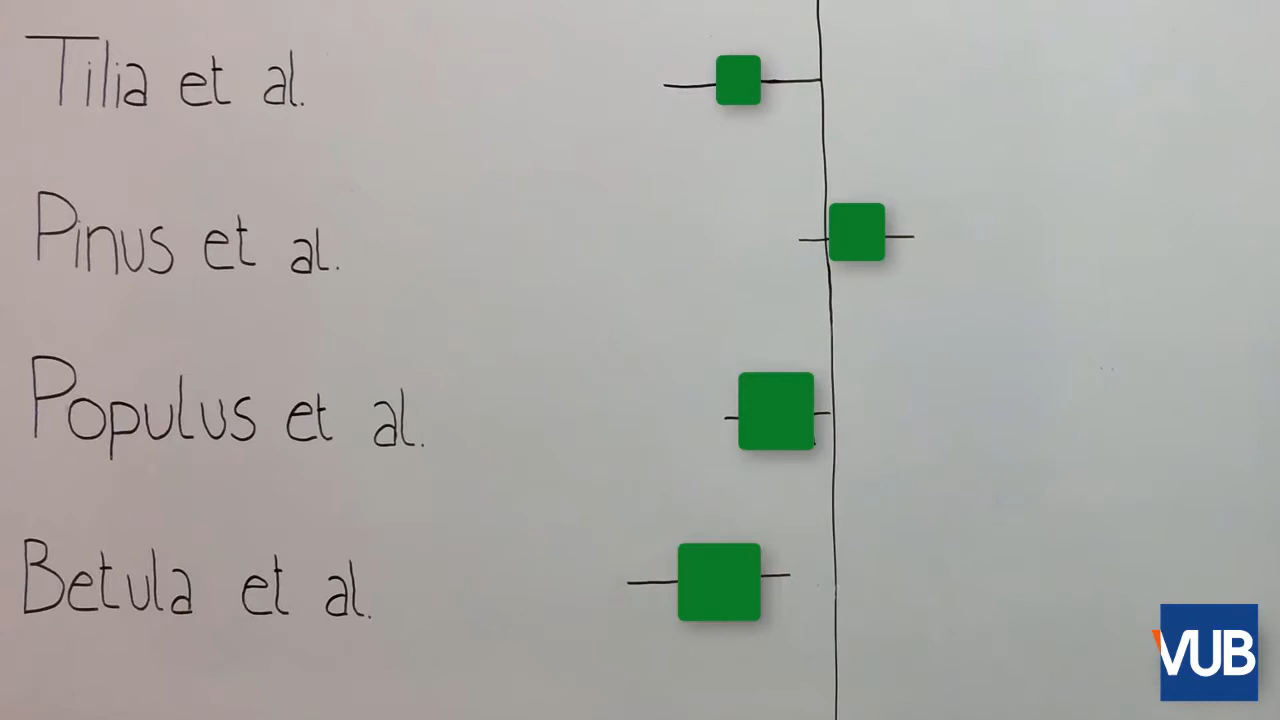 Tilia et al.
Pinus et al.
Populus et al.
Betula et al.
VUB